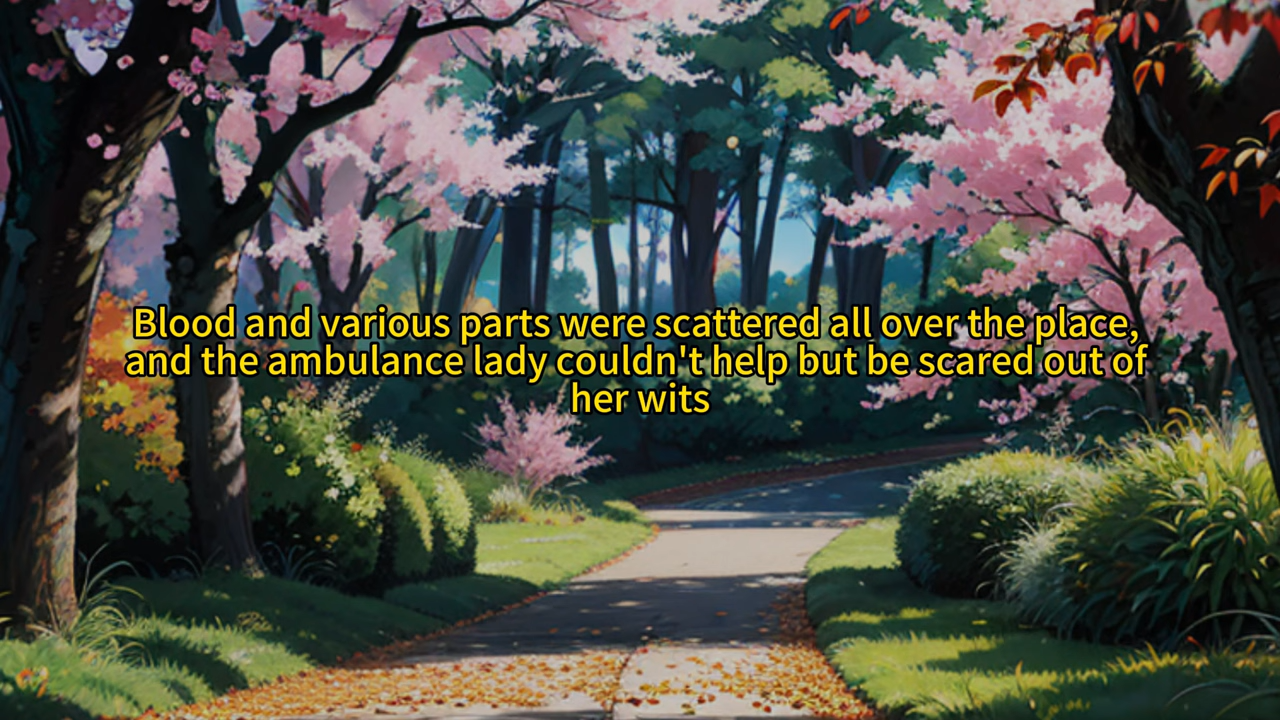 Blood and various parts were scattered all over the place,
and the ambulance lady couldn't help but be scared out of
her wits